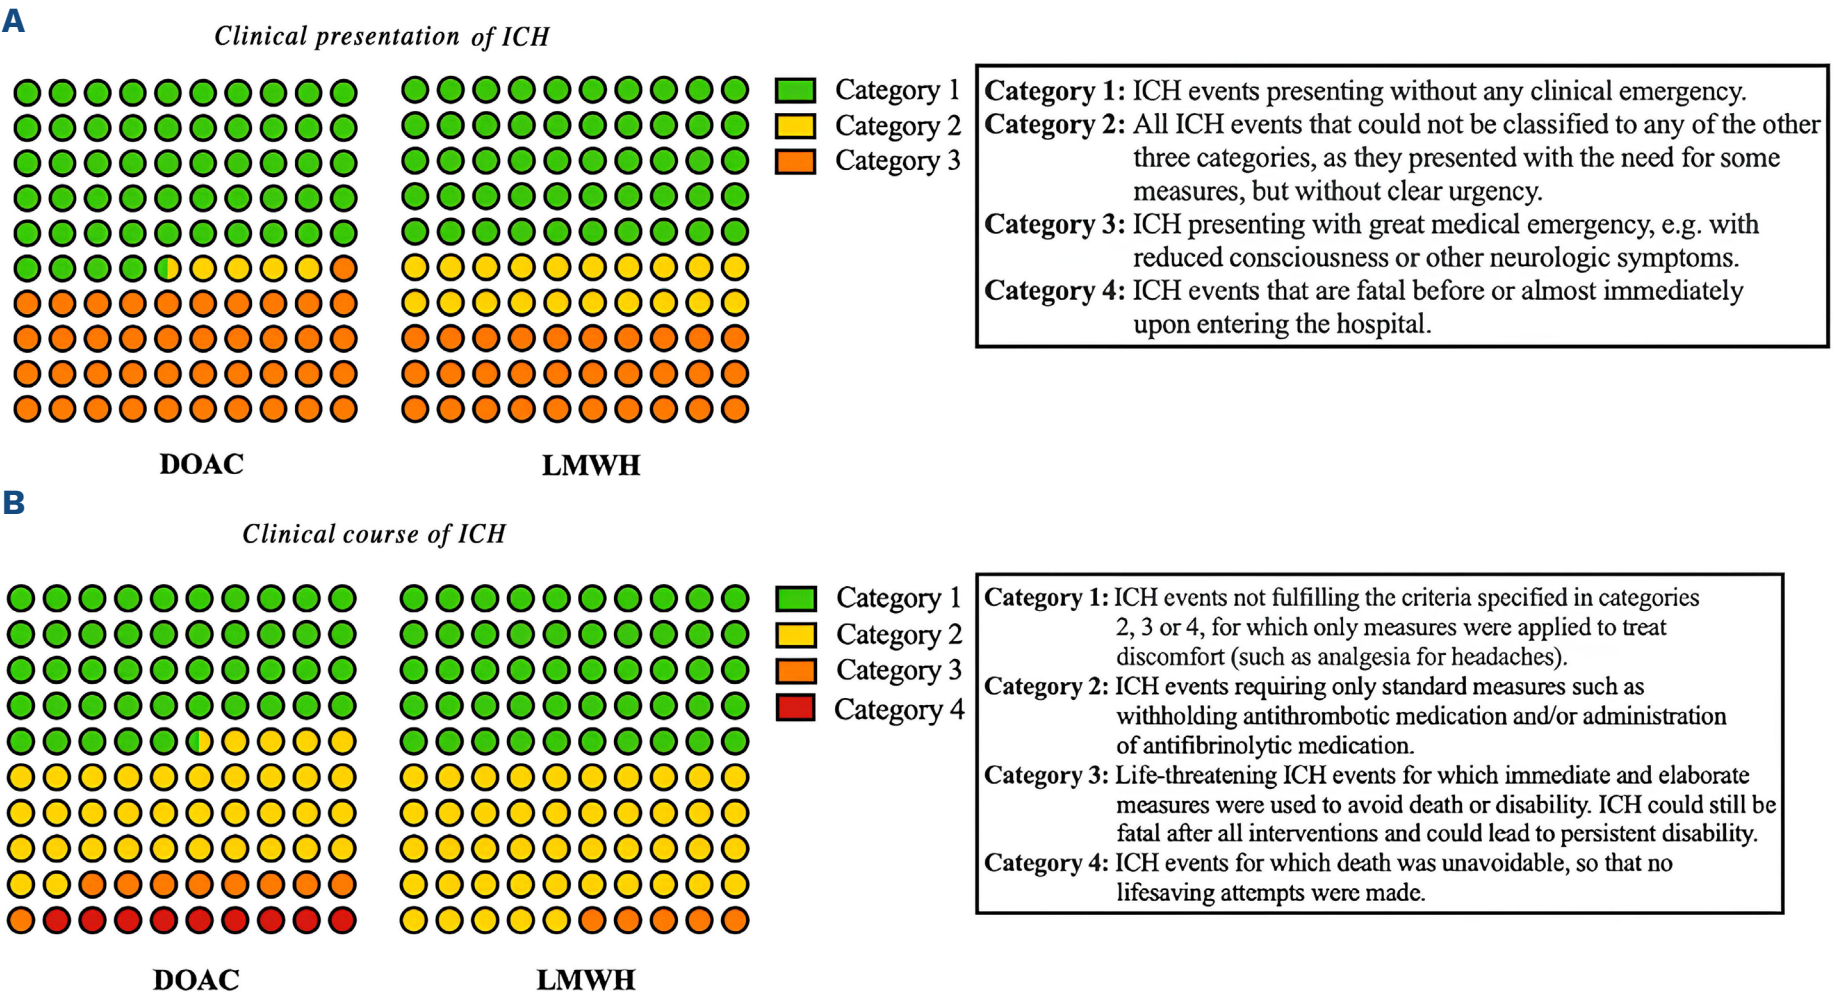 A
Clinical presentation of ICH
Category 1
Category 2
Category 3
Category 1: ICH events presenting without any clinical emergency.
Category 2: All ICH events that could not be classified to any of the other
three categories, as they presented with the need for some
measures, but without clear urgency.
Category 3: ICH presenting with great medical emergency, e.g. with
reduced consciousness or other neurologic symptoms.
Category 4: ICH events that are fatal before or almost immediately
upon entering the hospital.
DOAC
LMWH
B
Clinical course of ICH
Category 1
Category 2
Category 3
Category 4
Category 1: ICH events not fulfilling the criteria specified in categories
2, 3 or 4, for which only measures were applied to treat
discomfort (such as analgesia for headaches).
Category 2: ICH events requiring only standard measures such as
withholding antithrombotic medication and/or administration
of antifibrinolytic medication.
Category 3: Life-threatening ICH events for which immediate and elaborate
measures were used to avoid death or disability. ICH could still be
fatal after all interventions and could lead to persistent disability.
Category 4: ICH events for which death was unavoidable, so that no
lifesaving attempts were made.
DOAC
LMWH